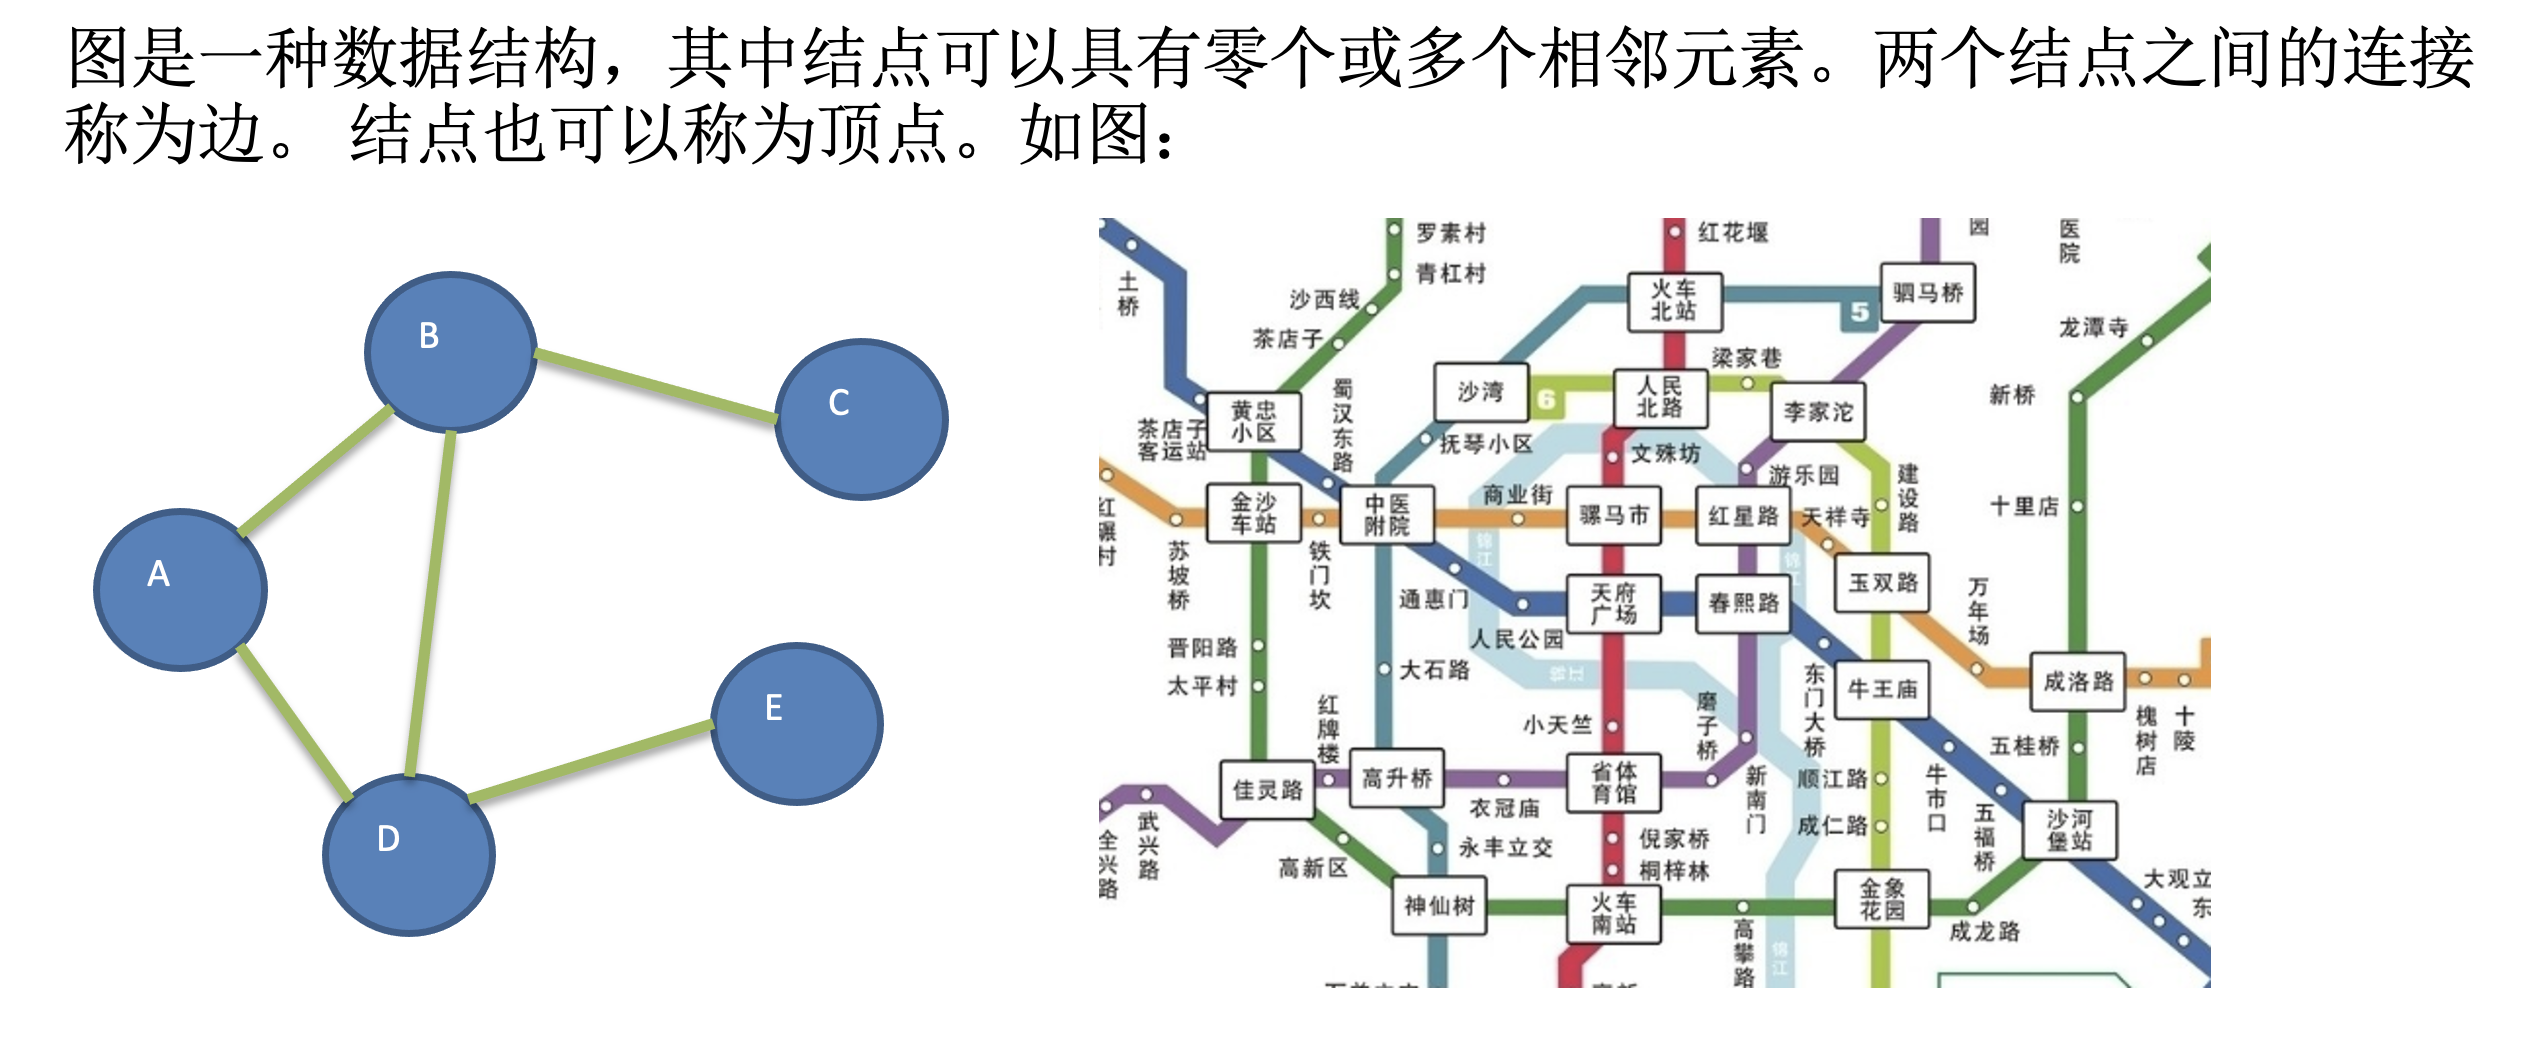 图是一种数据结构，其中结点可以具有零个或多个相邻元素。两个结点之间的连接
称为边。 结点也可以称为顶点。如图：
B
C
A
E
D
罗素村
青杠村
红花堰
园
医院
土桥
沙西线
火车北站
驷马桥
5
茶店子
龙潭寺
梁家巷
沙湾
6
人民北路
李家沱
新桥
蜀汉东路
黄忠小区
茶店子客运站
抚琴小区
文殊坊
游乐园
建设路
红碾村
金沙车站
中医附院
商业街
骡马市
红星路
天祥寺
十里店
苏坡桥
铁门坎
锦江
锦江
通惠门
天府广场
春熙路
玉双路
万年场
人民公园
晋阳路
太平村
大石路
锦江
东门大桥
牛王庙
成洛路
红牌楼
小天竺
磨子桥
五桂桥
槐树店
十陵
佳灵路
高升桥
衣冠庙
省体育馆
新南门
顺江路
牛市口
全兴路
武兴路
成仁路
五福桥
沙河堡站
高新区
永丰立交
倪家桥
桐梓林
大观立
东
神仙树
火车南站
高攀路
锦江
金象花园
成龙路